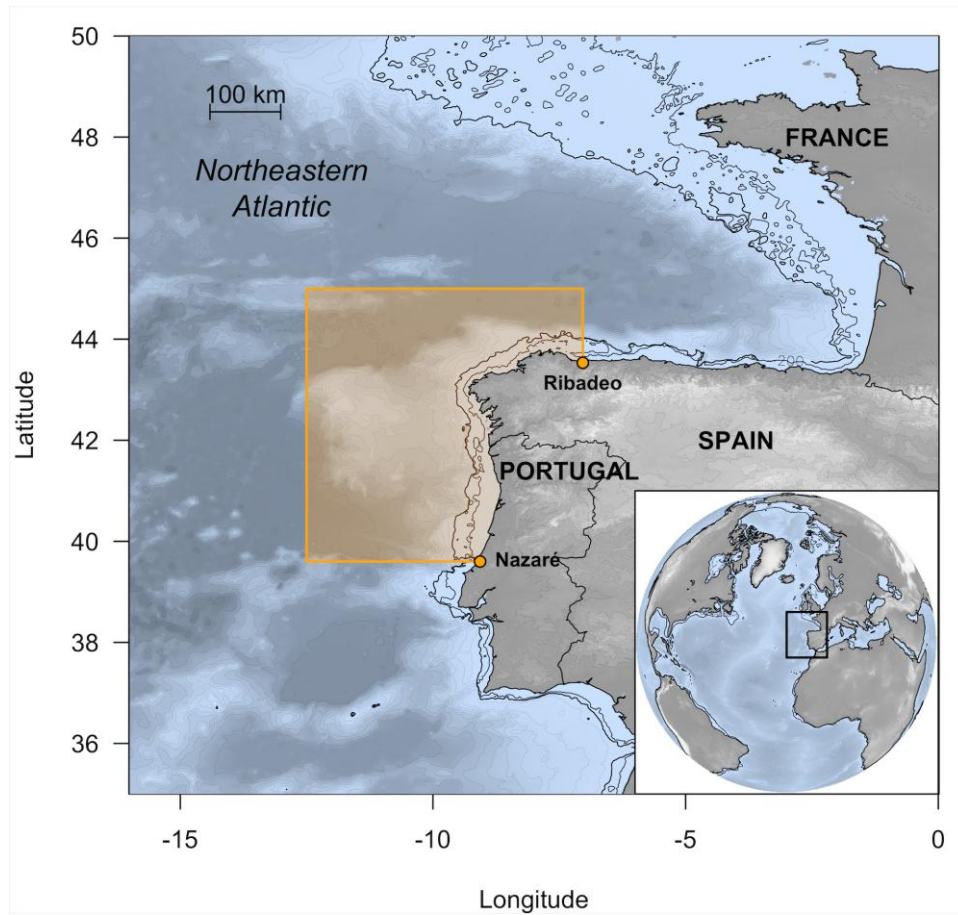 50
48
46
44
42
40
38
36
Latitude
100 km
Northeastern
Atlantic
FRANCE
Ribadeo
SPAIN
PORTUGAL
Nazaré
-15
-10
-5
0
Longitude